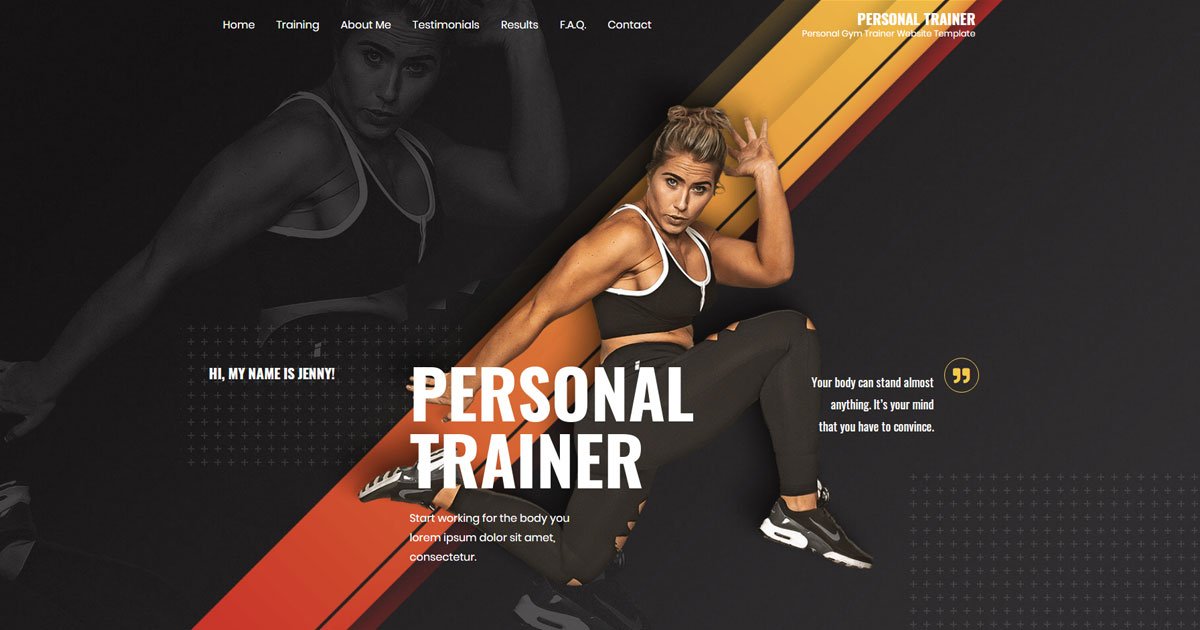 Home Training About Me Testimonials Results F.A.Q. Contact
PERSONAL TRAINER
Personal Gym Trainer Website Template
HI, MY NAME IS JENNY!
PERSONAL
TRAINER
Start working for the body you
lorem ipsum dolor sit amet,
consectetur.
Your body can stand almost
anything. It’s your mind
that you have to convince.
”